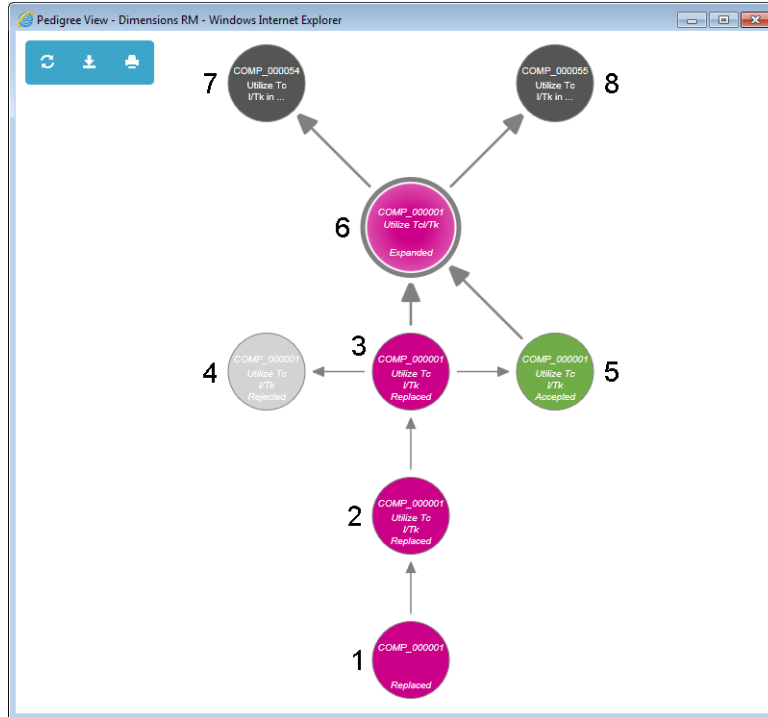 Pedigree View - Dimensions RM - Windows Internet Explorer
7
COMP_000054
Utilize Tc
l/Tk in ...
COMP_000055
Utilize Tc
l/Tk in ...
8
6
COMP_000001
Utilize Tcl/Tk
Expanded
4
COMP_000001
Utilize Tc
l/Tk
Rejected
3
COMP_000001
Utilize Tc
l/Tk
Replaced
COMP_000001
Utilize Tc
l/Tk
Accepted
5
2
COMP_000001
Utilize Tc
l/Tk
Replaced
1
COMP_000001
Replaced